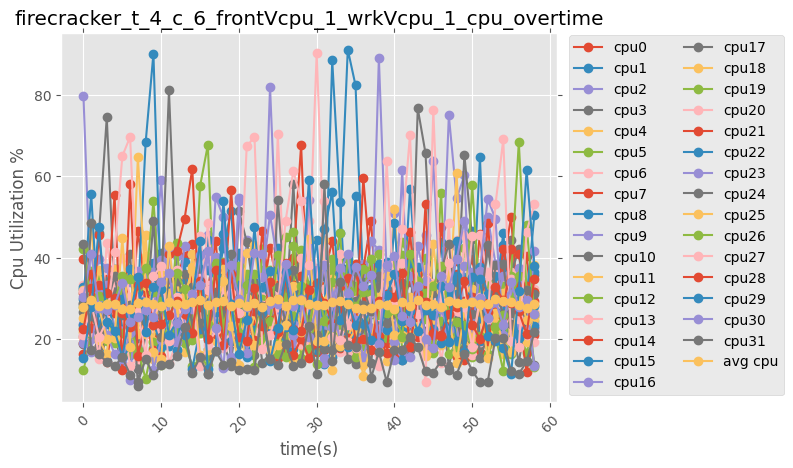 firecracker_t_4_c_6_frontVcpu_1_wrkVcpu_1_cpu_overtime
Cpu Utilization %
80
60
40
20
0
10
20
30
40
50
60
time(s)
cpu0
cpu1
cpu2
cpu3
cpu4
cpu5
cpu6
cpu7
cpu8
cpu9
cpu10
cpu11
cpu12
cpu13
cpu14
cpu15
cpu16
cpu17
cpu18
cpu19
cpu20
cpu21
cpu22
cpu23
cpu24
cpu25
cpu26
cpu27
cpu28
cpu29
cpu30
cpu31
avg cpu